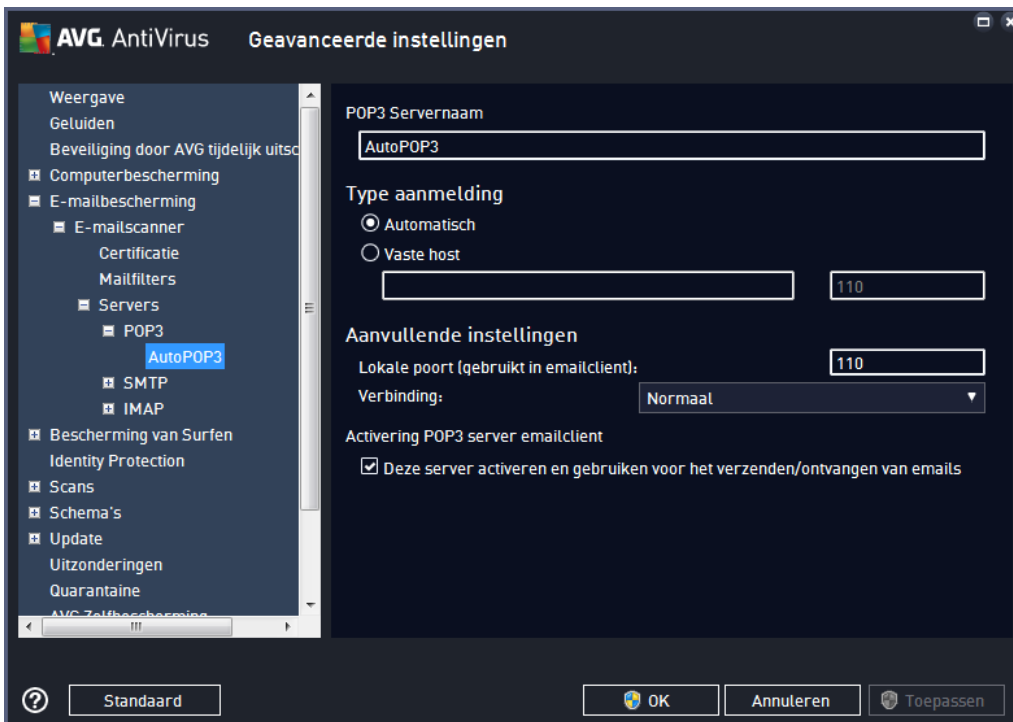 AVG. AntiVirus Geavanceerde instellingen
Weergave
Geluiden
Beveiliging door AVG tijdelijk uitsc
Computerbescherming
E-mailbescherming
E-mailscanner
Certificatie
Mailfilters
Servers
POP3
AutoPOP3
SMTP
IMAP
Bescherming van Surfen
Identity Protection
Scans
Schema's
Update
Uitzonderingen
Quarantaine
AVG Zelfbescherming
POP3 Servernaam
AutoPOP3
Type aanmelding
Automatisch
Vaste host
110
Aanvullende instellingen
Lokale poort (gebruikt in emailclient): 110
Verbinding: Normaal
Activering POP3 server emailclient
Deze server activeren en gebruiken voor het verzenden/ontvangen van emails
? Standaard OK Annuleren Toepassen